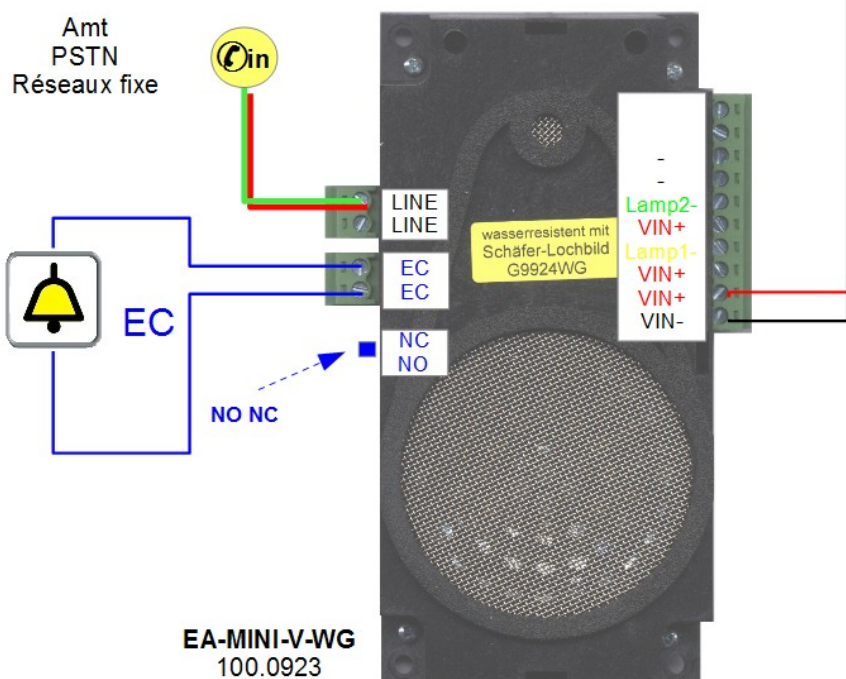 Amt
PSTN
Réseaux fixe
in
LINE
LINE
EC
EC
NC
NO
EC
NO NC
-
-
Lamp2-
VIN+
Lamp1-
VIN+
VIN+
VIN-
wasserresistent mit
Schäfer-Lochbild
G9924WG
EA-MINI-V-WG
100.0923